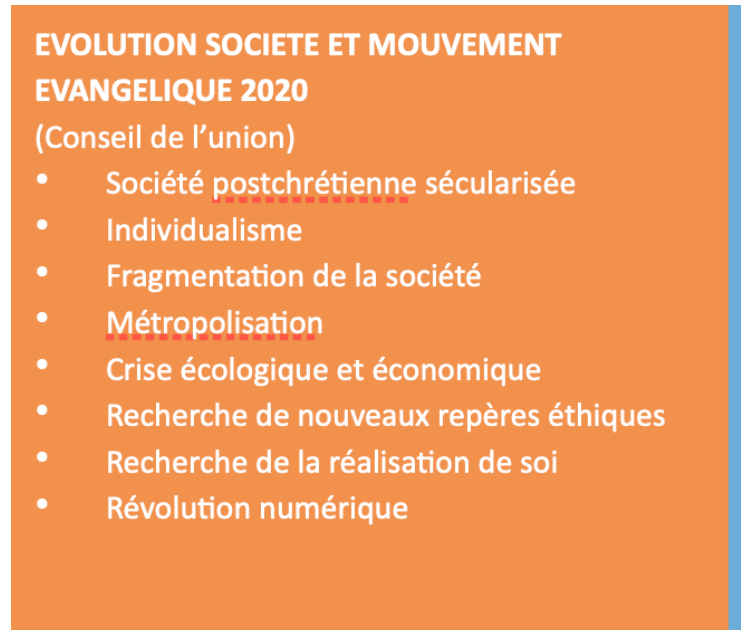 EVOLUTION SOCIETE ET MOUVEMENT
EVANGELIQUE 2020
(Conseil de l’union)
• Société postchrétienne sécularisée
• Individualisme
• Fragmentation de la société
• Métropolisation
• Crise écologique et économique
• Recherche de nouveaux repères éthiques
• Recherche de la réalisation de soi
• Révolution numérique